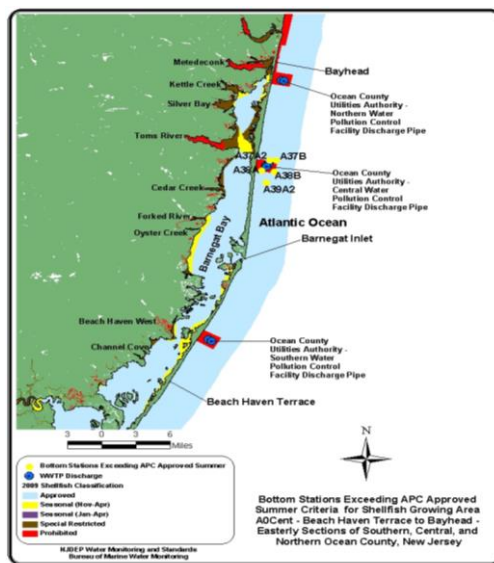 Metedeconk
Bayhead
Kettle Creek
Silver Bay
Ocean County
Utilities Authority -
Northern Water
Pollution Control
Facility Discharge Pipe
Toms River
A37A2
A37B
A38B
A39A2
Ocean County
Utilities Authority -
Central Water
Pollution Control
Facility Discharge Pipe
Cedar Creek
Forked River
Oyster Creek
Barnegat Bay
Atlantic Ocean
Barnegat Inlet
Beach Haven West
Channel Cove
Ocean County
Utilities Authority -
Southern Water
Pollution Control
Facility Discharge Pipe
Beach Haven Terrace
3 0 3 6
Miles
N
Bottom Stations Exceeding APC Approved Summer
WWTP Discharge
2009 Shellfish Classification
Approved
Seasonal (Nov-Apr)
Seasonal (Jan-Apr)
Special Restricted
Prohibited
NJDEP Water Monitoring and Standards
Bureau of Marine Water Monitoring
Bottom Stations Exceeding APC Approved
Summer Criteria for Shellfish Growing Area
A0Cent - Beach Haven Terrace to Bayhead -
Easterly Sections of Southern, Central, and
Northern Ocean County, New Jersey